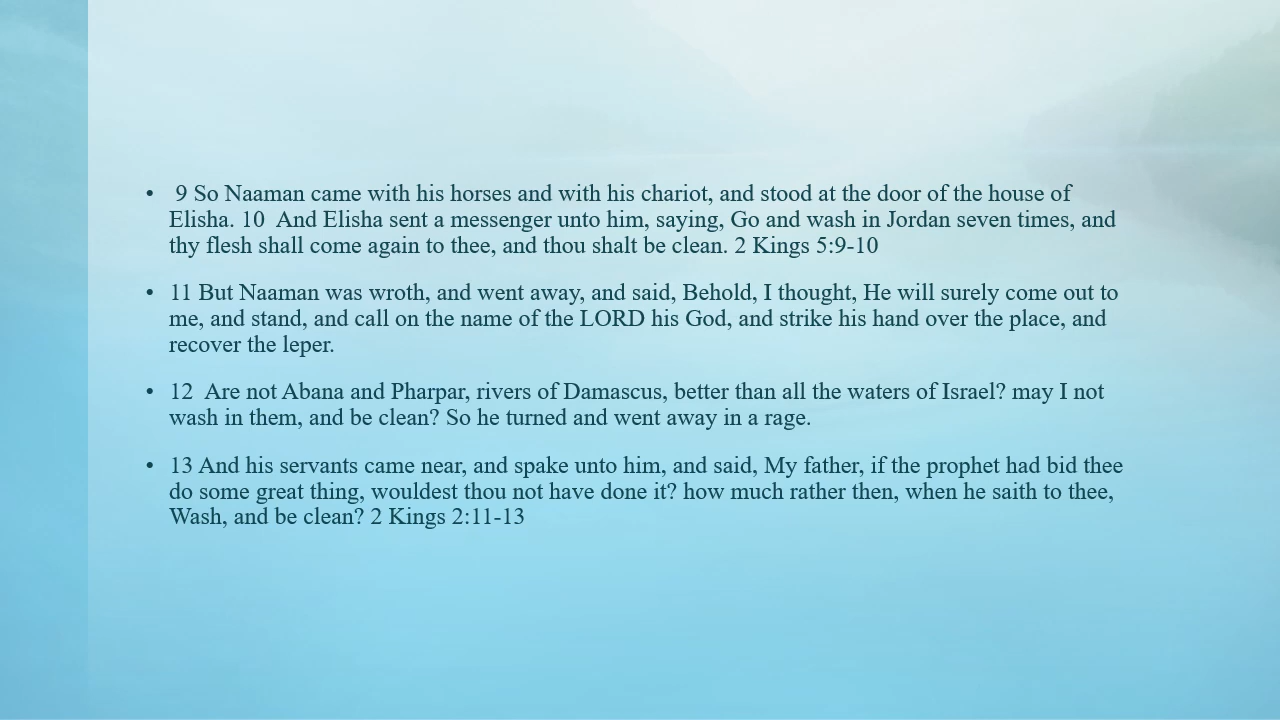 • 9 So Naaman came with his horses and with his chariot, and stood at the door of the house of
Elisha. 10  And Elisha sent a messenger unto him, saying, Go and wash in Jordan seven times, and
thy flesh shall come again to thee, and thou shalt be clean. 2 Kings 5:9-10
• 11 But Naaman was wroth, and went away, and said, Behold, I thought, He will surely come out to
me, and stand, and call on the name of the LORD his God, and strike his hand over the place, and
recover the leper.
• 12  Are not Abana and Pharpar, rivers of Damascus, better than all the waters of Israel? may I not
wash in them, and be clean? So he turned and went away in a rage.
• 13 And his servants came near, and spake unto him, and said, My father, if the prophet had bid thee
do some great thing, wouldest thou not have done it? how much rather then, when he saith to thee,
Wash, and be clean? 2 Kings 2:11-13